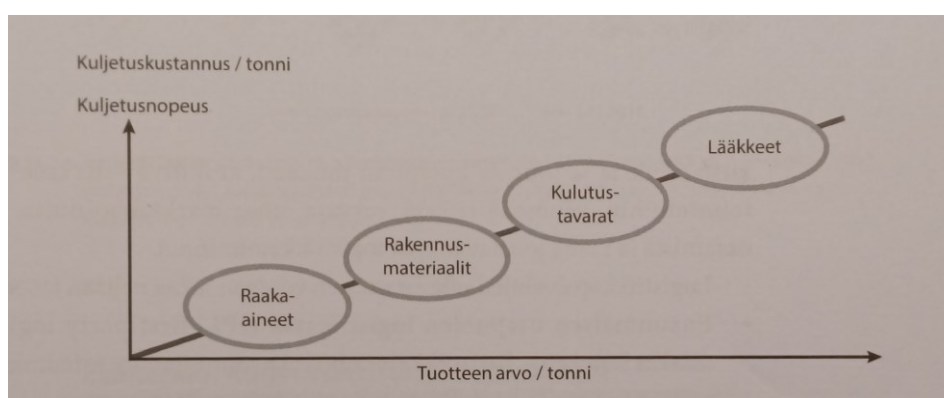 Kuljetuskustannus / tonni
Kuljetusnopeus
Lääkkeet
Kulutus-
tavarat
Rakennus-
materiaalit
Raaka-
aineet
Tuotteen arvo / tonni